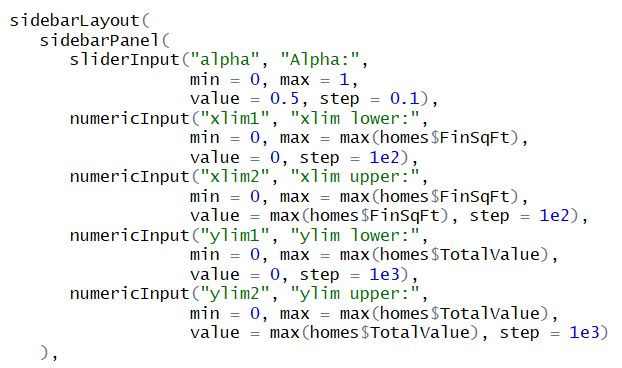 sidebarLayout(
   sidebarPanel(
      sliderInput("alpha", "Alpha:",
                  min = 0, max = 1,
                  value = 0.5, step = 0.1),
      numericInput("xlim1", "xlim lower:",
                  min = 0, max = max(homes$FinSqFt),
                  value = 0, step = 1e2),
      numericInput("xlim2", "xlim upper:",
                  min = 0, max = max(homes$FinSqFt),
                  value = max(homes$FinSqFt), step = 1e2),
      numericInput("ylim1", "ylim lower:",
                  min = 0, max = max(homes$TotalValue),
                  value = 0, step = 1e3),
      numericInput("ylim2", "ylim upper:",
                  min = 0, max = max(homes$TotalValue),
                  value = max(homes$TotalValue), step = 1e3)
   ),